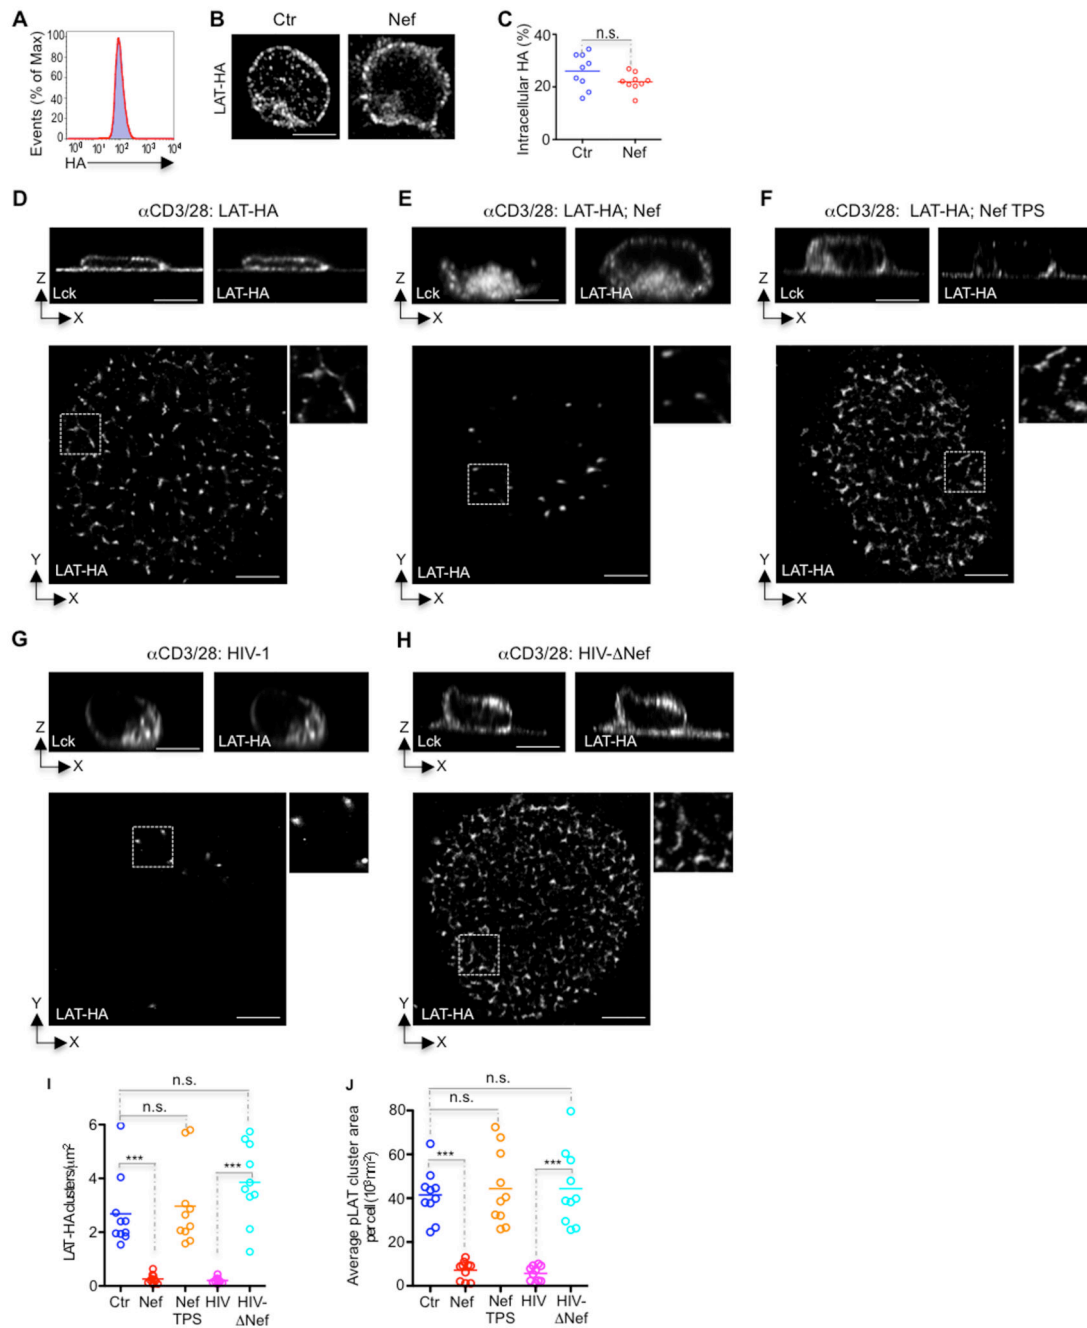 A
Events (% of Max)
100
80
60
40
20
0
10⁰ 10¹ 10² 10³ 10⁴
HA
B
Ctr Nef
LAT-HA
C
n.s.
Intracellular HA (%)
40
20
0
Ctr Nef
D
αCD3/28: LAT-HA
Z
X
Lck
LAT-HA
Y
X
LAT-HA
E
αCD3/28: LAT-HA; Nef
Z
X
Lck
LAT-HA
Y
X
LAT-HA
F
αCD3/28: LAT-HA; Nef TPS
Z
X
Lck
LAT-HA
Y
X
LAT-HA
G
αCD3/28: HIV-1
Z
X
Lck
LAT-HA
Y
X
LAT-HA
H
αCD3/28: HIV-ΔNef
Z
X
Lck
LAT-HA
Y
X
LAT-HA
I
n.s.
n.s.
*** ***
LAT-HA clusters/µm²
6
4
2
0
Ctr Nef Nef HIV HIV-
TPS ΔNef
J
n.s.
n.s.
*** ***
Average pLAT cluster area
per cell (10³nm²)
80
60
40
20
0
Ctr Nef Nef HIV HIV-
TPS ΔNef